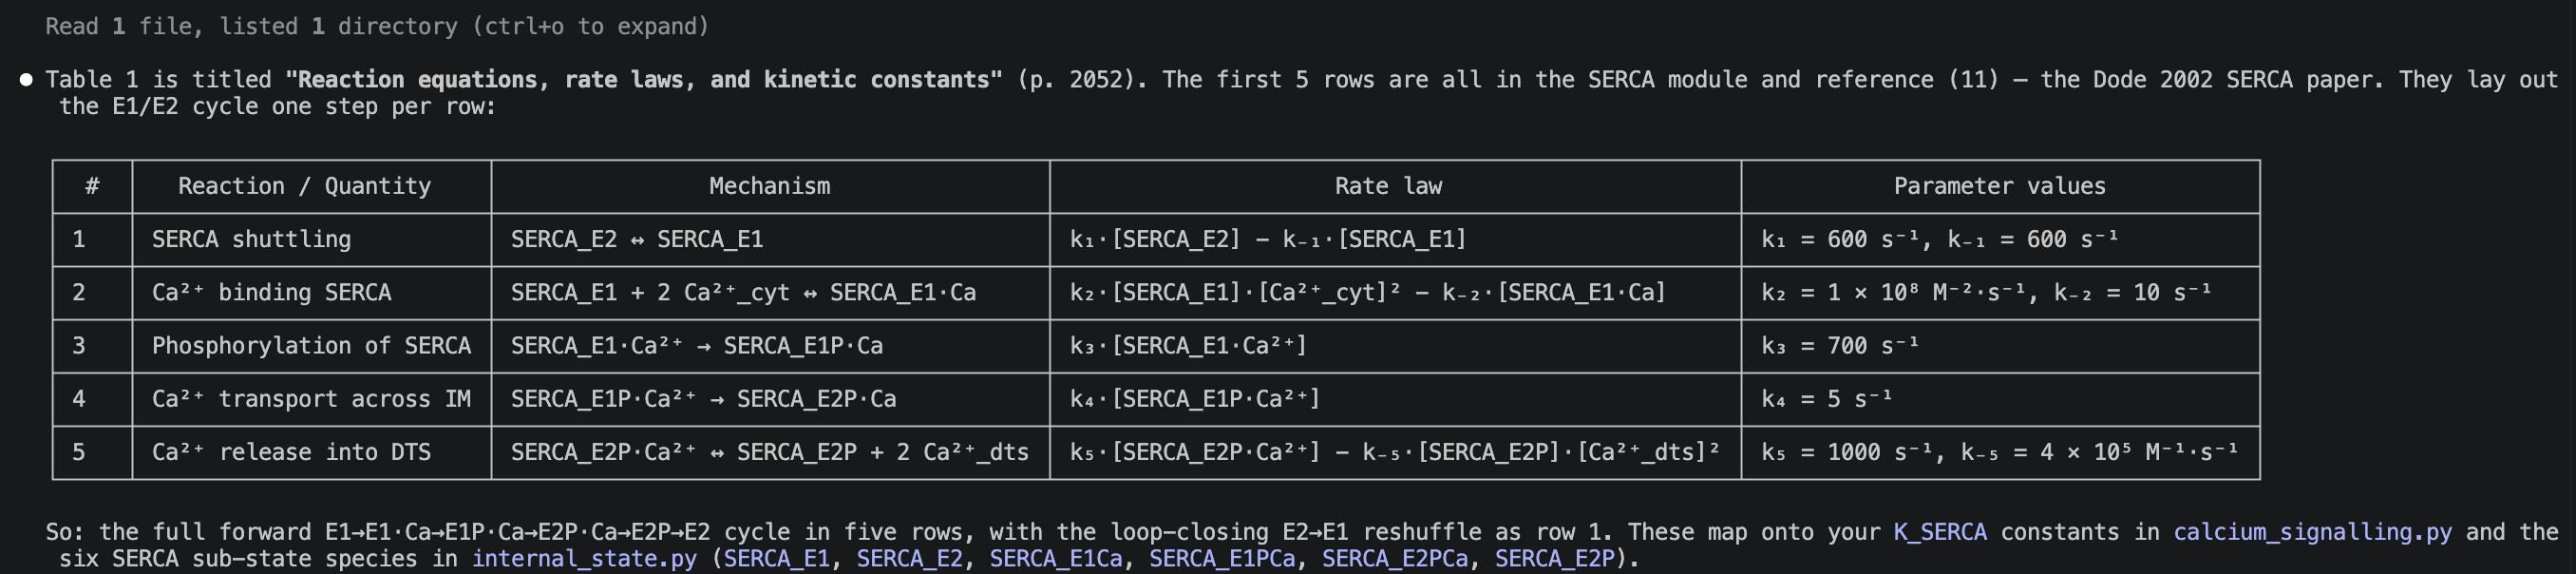 Read 1 file, listed 1 directory (ctrl+o to expand)
● Table 1 is titled "Reaction equations, rate laws, and kinetic constants" (p. 2052). The first 5 rows are all in the SERCA module and reference (11) — the Dode 2002 SERCA paper. They lay out
the E1/E2 cycle one step per row:
# Reaction / Quantity Mechanism Rate law Parameter values
1 SERCA shuttling SERCA_E2 ↔ SERCA_E1 k₁·[SERCA_E2] − k₋₁·[SERCA_E1] k₁ = 600 s⁻¹, k₋₁ = 600 s⁻¹
2 Ca²⁺ binding SERCA SERCA_E1 + 2 Ca²⁺_cyt ↔ SERCA_E1·Ca k₂·[SERCA_E1]·[Ca²⁺_cyt]² − k₋₂·[SERCA_E1·Ca] k₂ = 1 × 10⁸ M⁻²·s⁻¹, k₋₂ = 10 s⁻¹
3 Phosphorylation of SERCA SERCA_E1·Ca²⁺ → SERCA_E1P·Ca k₃·[SERCA_E1·Ca²⁺] k₃ = 700 s⁻¹
4 Ca²⁺ transport across IM SERCA_E1P·Ca²⁺ → SERCA_E2P·Ca k₄·[SERCA_E1P·Ca²⁺] k₄ = 5 s⁻¹
5 Ca²⁺ release into DTS SERCA_E2P·Ca²⁺ ↔ SERCA_E2P + 2 Ca²⁺_dts k₅·[SERCA_E2P·Ca²⁺] − k₋₅·[SERCA_E2P]·[Ca²⁺_dts]² k₅ = 1000 s⁻¹, k₋₅ = 4 × 10⁵ M⁻¹·s⁻¹
So: the full forward E1→E1·Ca→E1P·Ca→E2P·Ca→E2P→E2 cycle in five rows, with the loop-closing E2→E1 reshuffle as row 1. These map onto your K_SERCA constants in calcium_signalling.py and the
six SERCA sub-state species in internal_state.py (SERCA_E1, SERCA_E2, SERCA_E1Ca, SERCA_E1PCa, SERCA_E2PCa, SERCA_E2P).